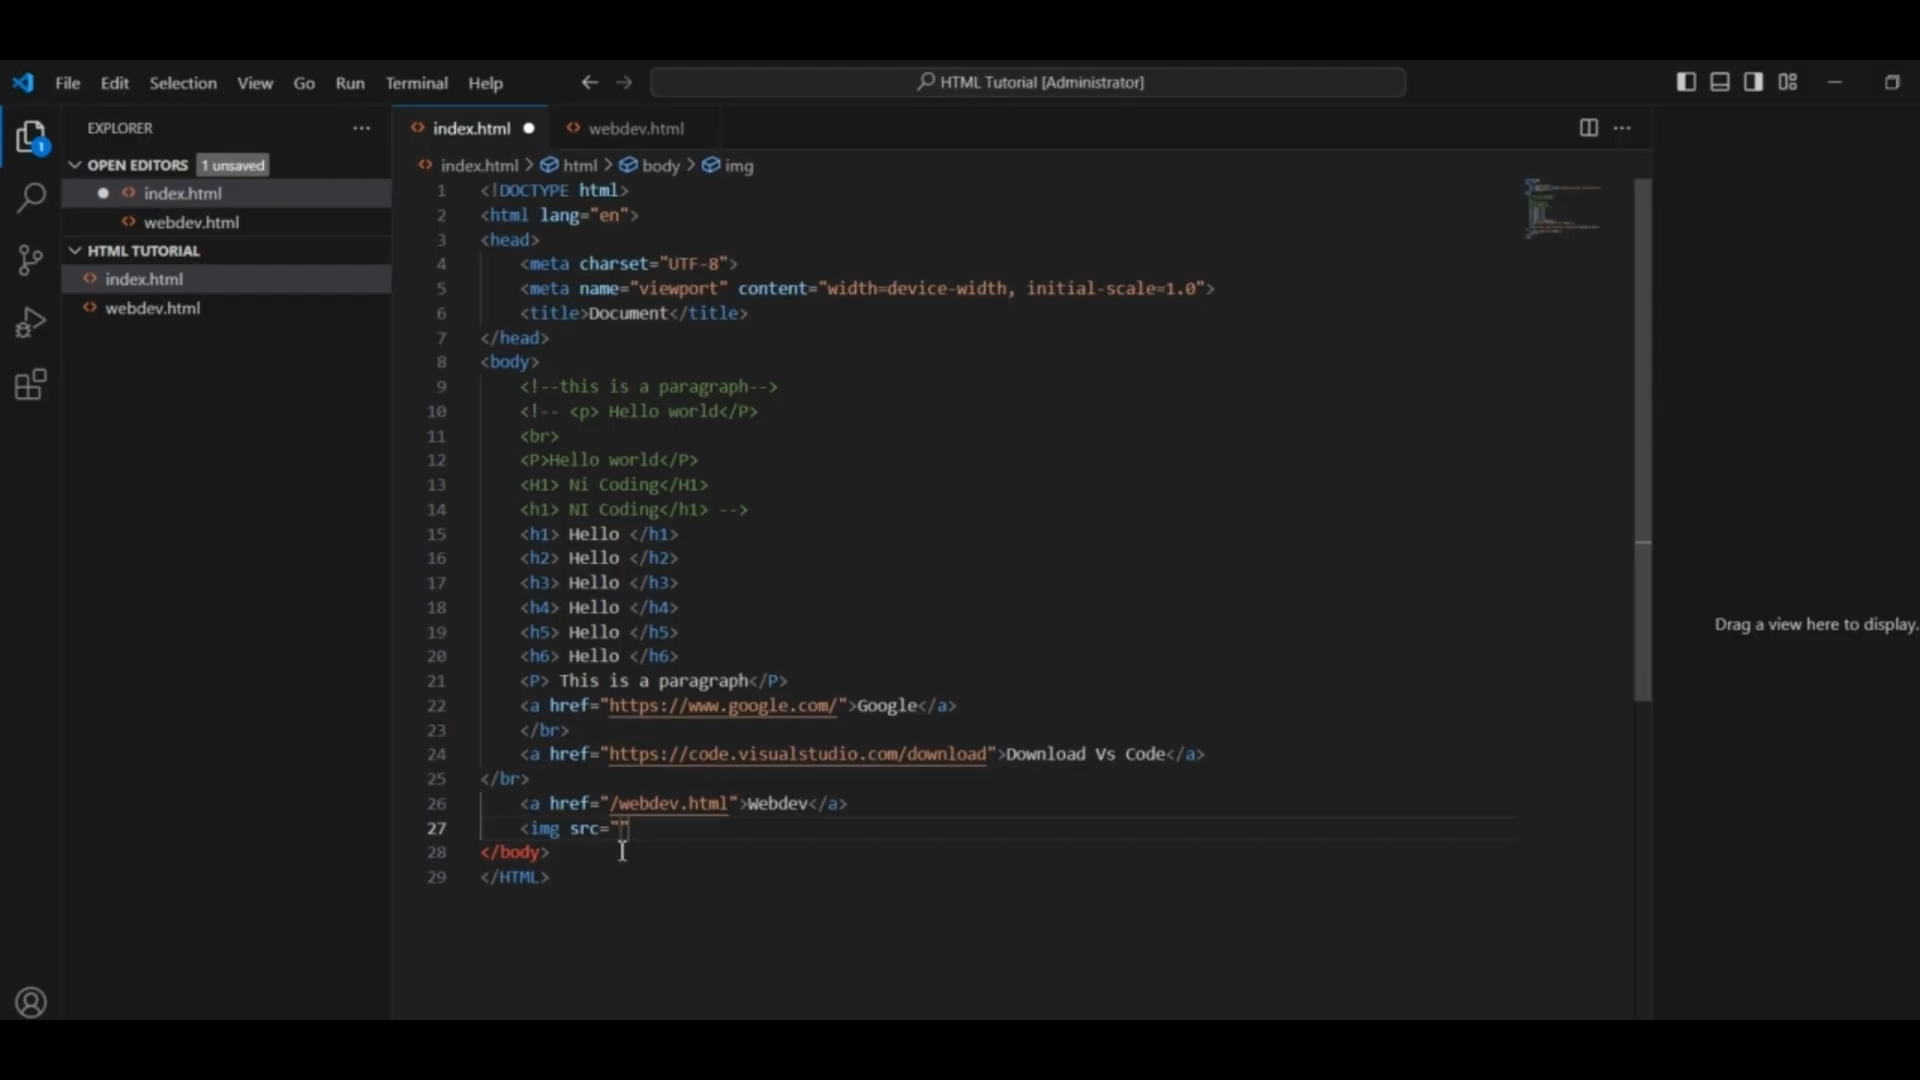 File Edit Selection View Go Run Terminal Help
HTML Tutorial [Administrator]
EXPLORER
OPEN EDITORS 1 unsaved
index.html
webdev.html
HTML TUTORIAL
index.html
webdev.html
1
index.html
webdev.html
index.html > html > body > img
1 <!DOCTYPE html>
2 <html lang="en">
3 <head>
4 <meta charset="UTF-8">
5 <meta name="viewport" content="width=device-width, initial-scale=1.0">
6 <title>Document</title>
7 </head>
8 <body>
9 <!--this is a paragraph-->
10 <!-- <p> Hello world</P>
11 <br>
12 <P>Hello world</P>
13 <H1> Ni Coding</H1>
14 <h1> NI Coding</h1> -->
15 <h1> Hello </h1>
16 <h2> Hello </h2>
17 <h3> Hello </h3>
18 <h4> Hello </h4>
19 <h5> Hello </h5>
20 <h6> Hello </h6>
21 <P> This is a paragraph</P>
22 <a href="https://www.google.com/">Google</a>
23 </br>
24 <a href="https://code.visualstudio.com/download">Download Vs Code</a>
25 </br>
26 <a href="/webdev.html">Webdev</a>
27 <img src=""
28 </body>
29 </HTML>
Drag a view here to display.